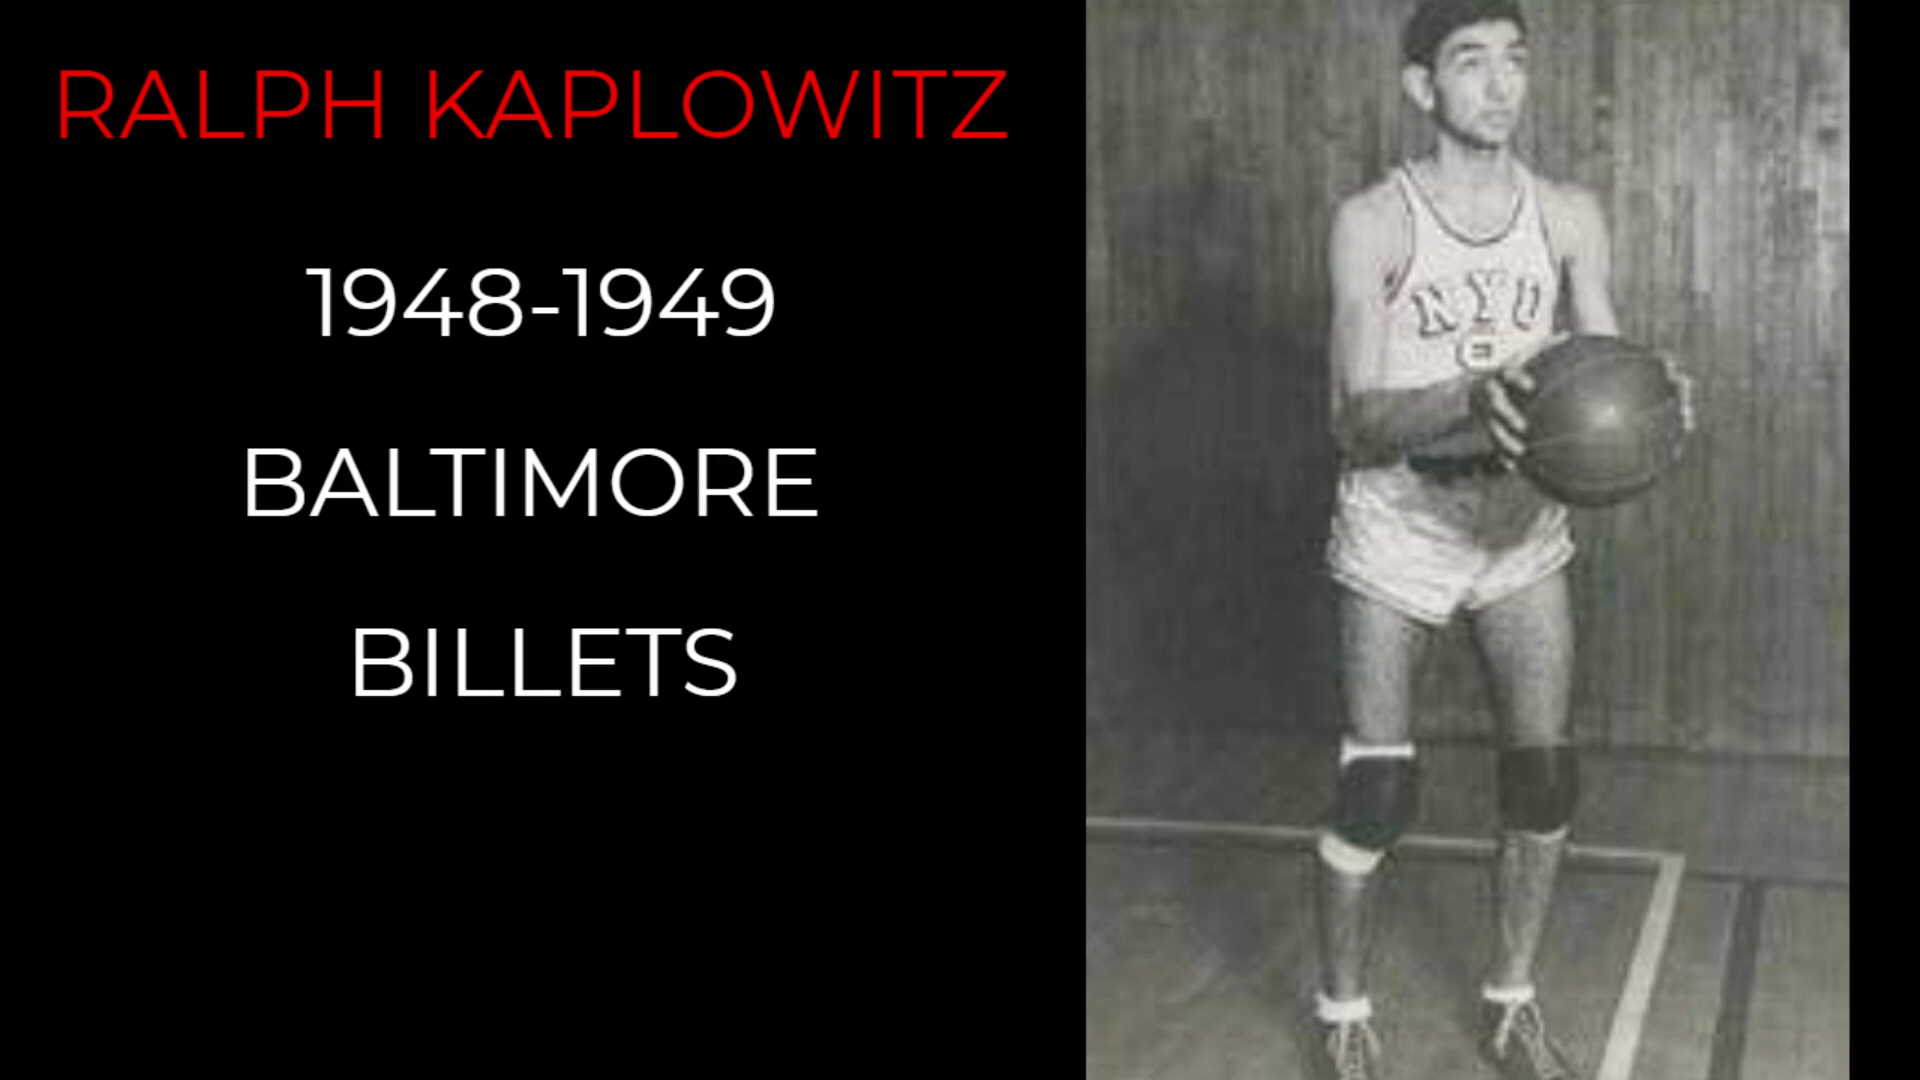 RALPH KAPLOWITZ
1948-1949
BALTIMORE
BILLETS
NYU